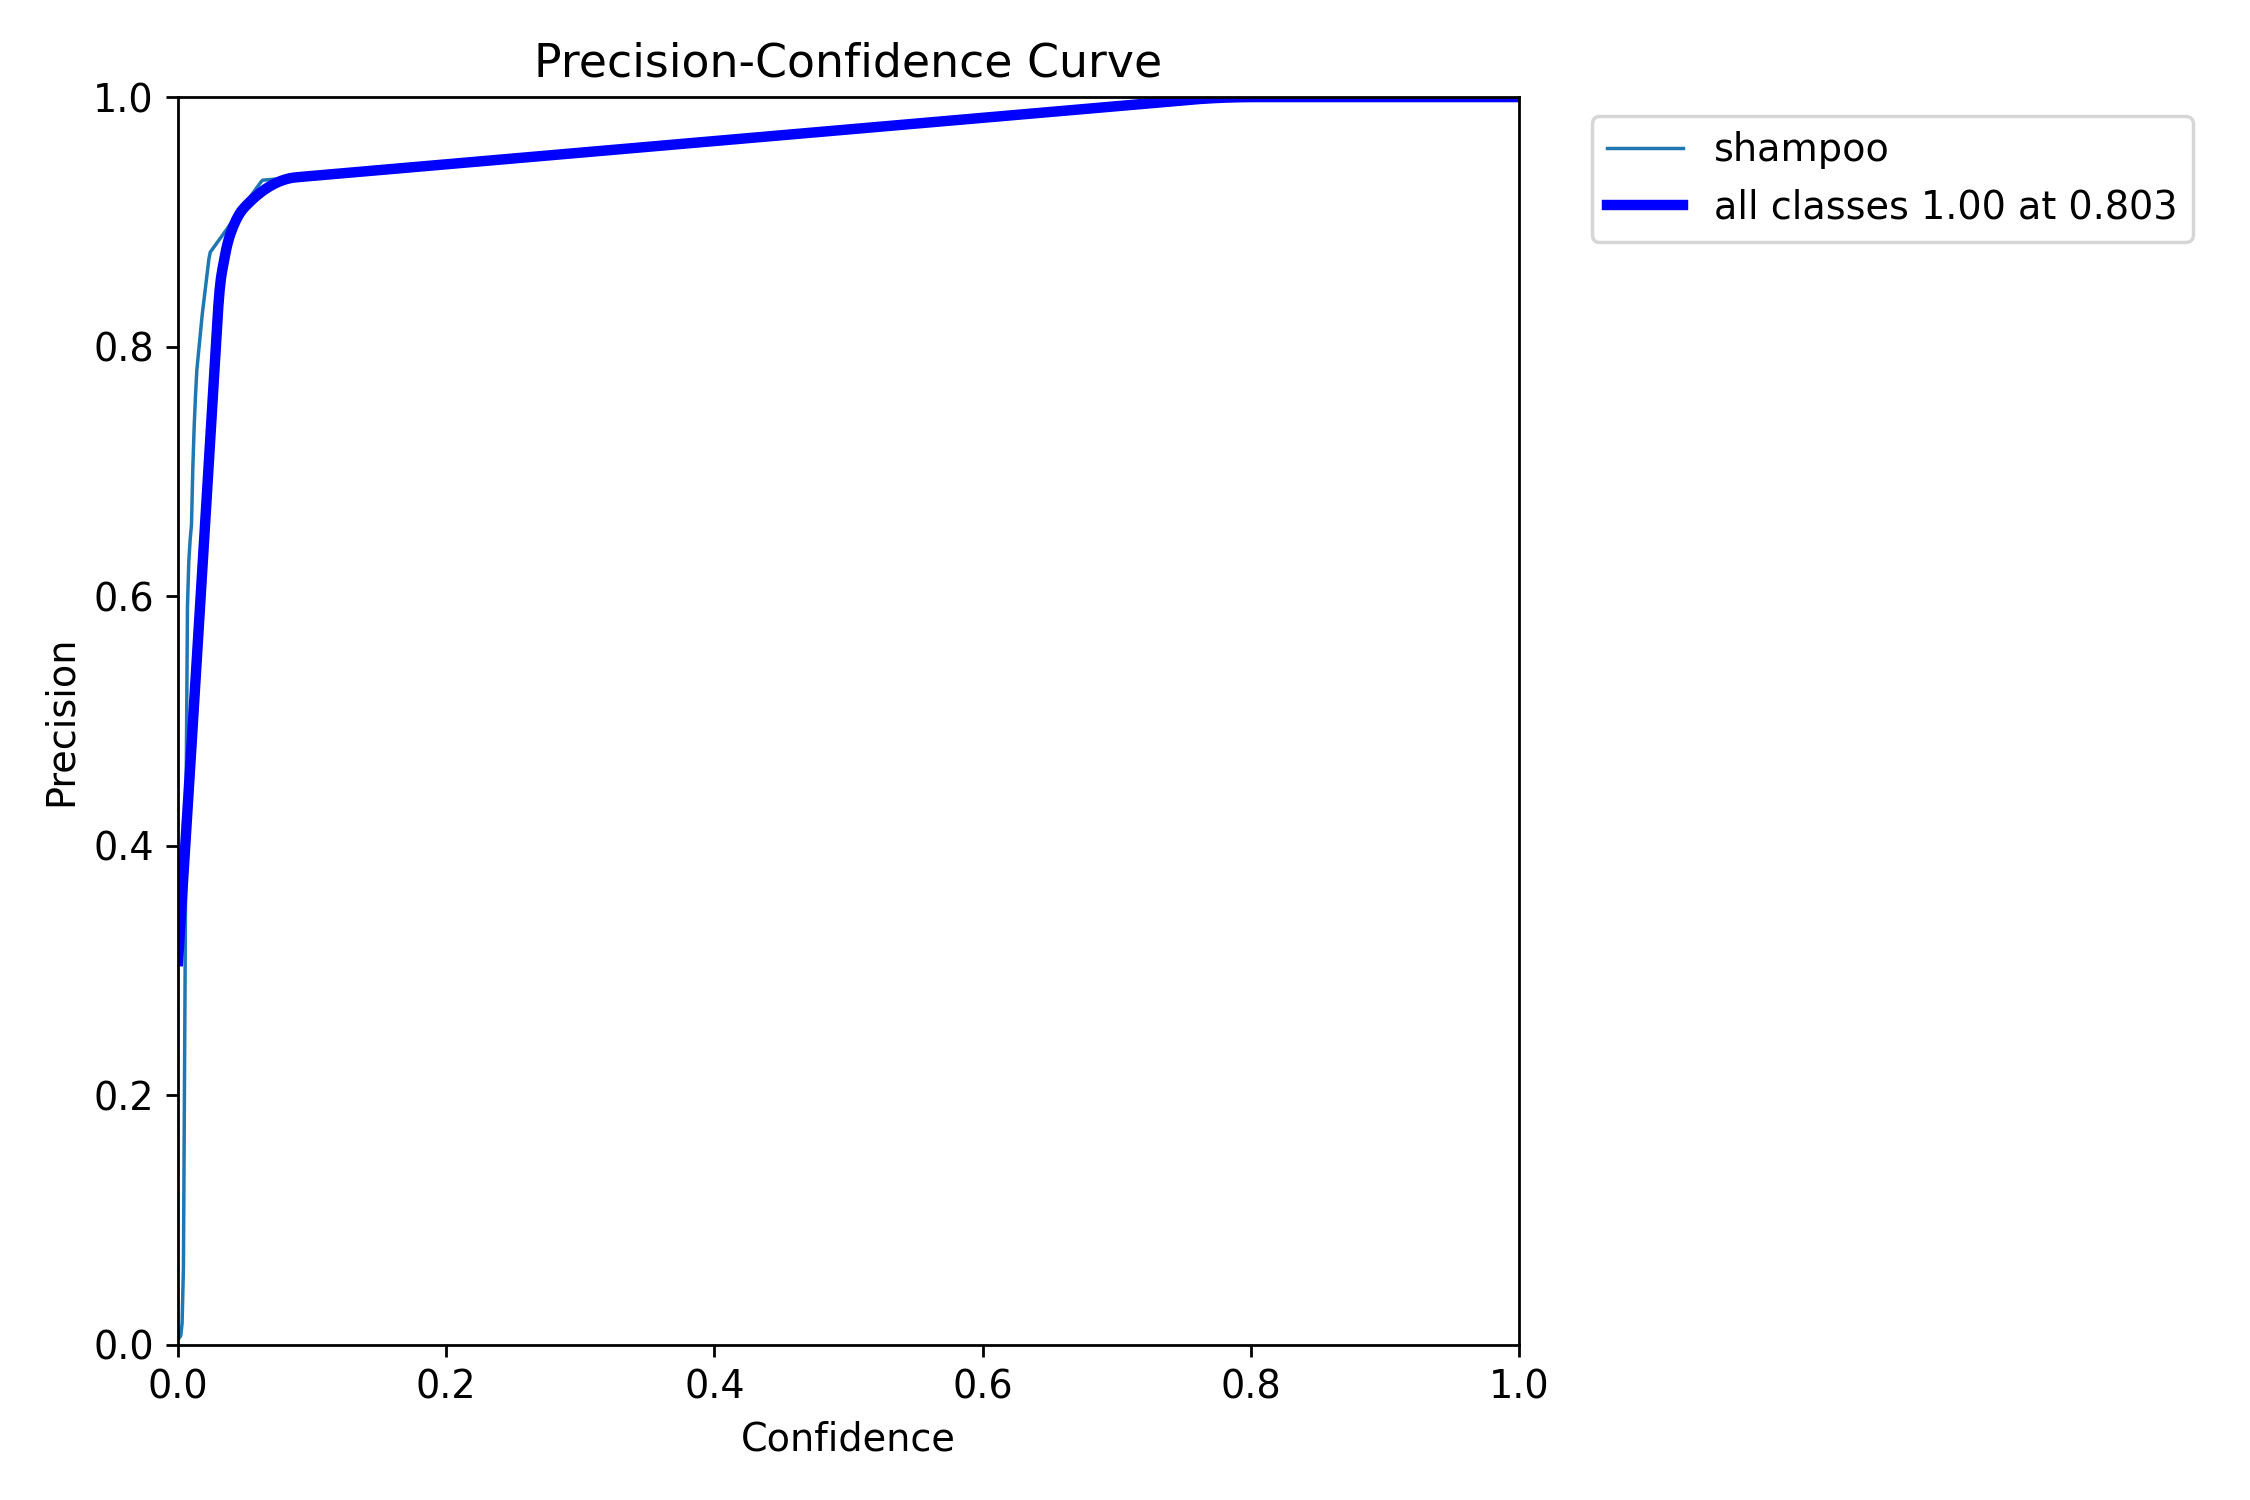 Precision-Confidence Curve
shampoo
all classes 1.00 at 0.803
Precision
1.0
0.8
0.6
0.4
0.2
0.0
0.0 0.2 0.4 0.6 0.8 1.0
Confidence